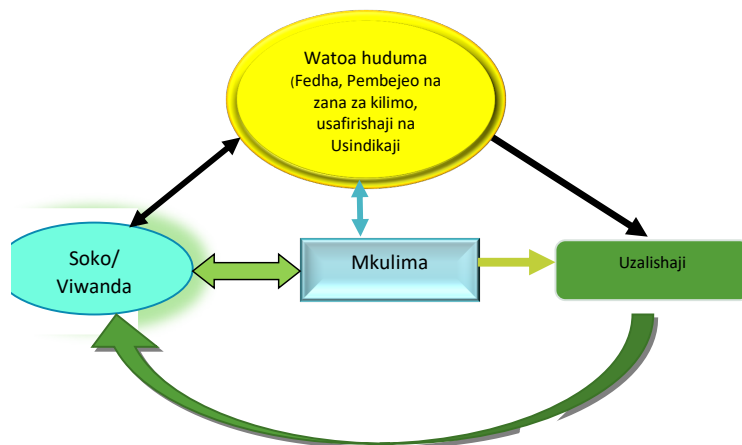 Watoa huduma
(Fedha, Pembejeo na
zana za kilimo,
usafirishaji na
Usindikaji
Soko/
Viwanda
Mkulima
Uzalishaji